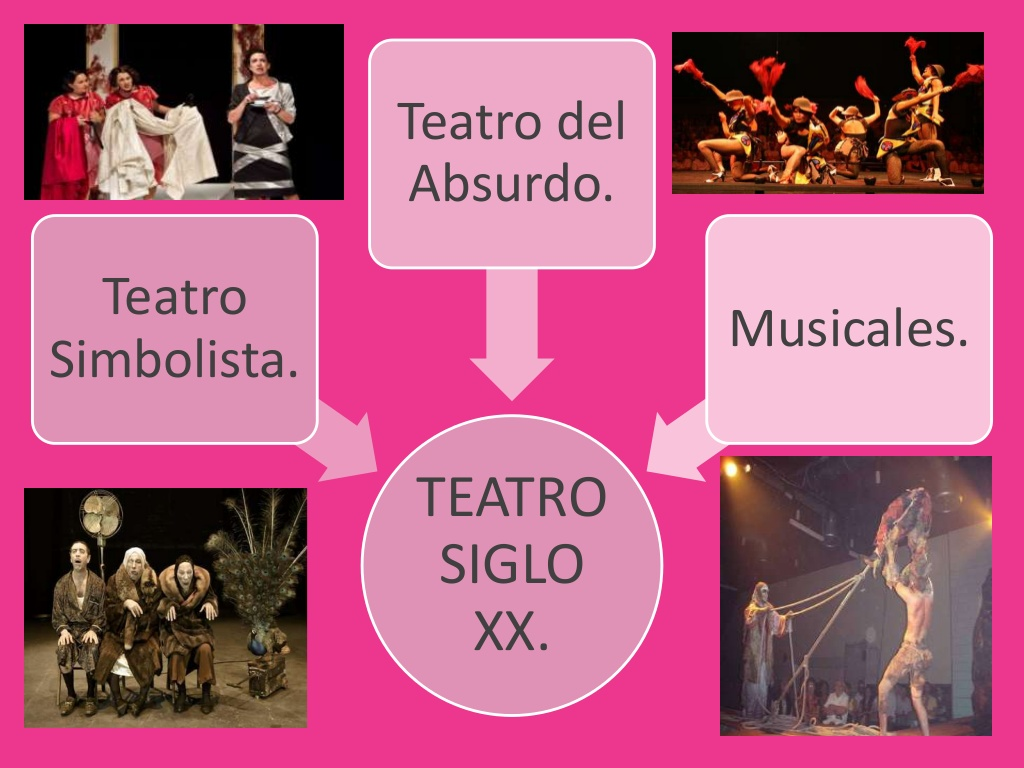 Teatro del
Absurdo.
Teatro
Simbolista.
Musicales.
TEATRO
SIGLO
XX.